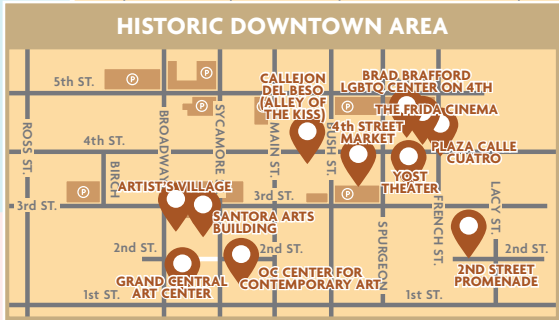 HISTORIC DOWNTOWN AREA
P
P
5th ST.
CALLEJON
DEL BESO
(ALLEY OF
THE KISS)
BRAD BRAFFORD
LGBTQ CENTER ON 4TH
P
P
THE FRIDA CINEMA
ROSS ST.
BROADWAY
SYCAMORE
MAIN ST.
BUSH ST.
4th STREET
MARKET
4th ST.
PLAZA CALLE
CUATRO
BIRCH
YOST
THEATER
P
ARTIST'S VILLAGE
3rd ST.
P
3rd ST.
SANTORA ARTS
BUILDING
SPURGEON
FRENCH ST.
LACY ST.
2nd ST.
2nd ST.
2nd ST.
GRAND CENTRAL
ART CENTER
OC CENTER FOR
CONTEMPORARY ART
2ND STREET
PROMENADE
1st ST.
1st ST.